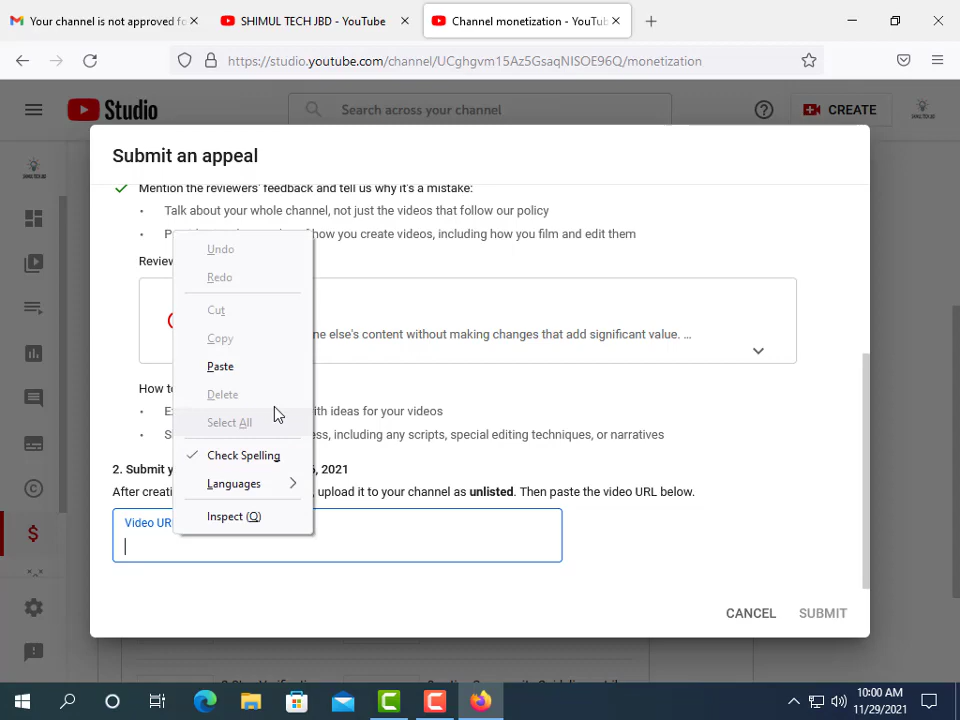 Your channel is not approved fo
SHIMUL TECH JBD - YouTube
Channel monetization - YouTub
https://studio.youtube.com/channel/UCghgvm15Az5GsaqNISOE96Q/monetization
Studio
Search across your channel
CREATE
Submit an appeal
Mention the reviewers' feedback and tell us why it's a mistake:
Talk about your whole channel, not just the videos that follow our policy
how you create videos, including how you film and edit them
Undo
Redo
Cut
Copy
Paste
Delete
Select All
Check Spelling
Languages
Inspect (Q)
Review
ne else's content without making changes that add significant value. ...
How to
ith ideas for your videos
ess, including any scripts, special editing techniques, or narratives
2. Submit y
6, 2021
After creati
, upload it to your channel as unlisted. Then paste the video URL below.
Video UR
CANCEL
SUBMIT
10:00 AM
11/29/2021